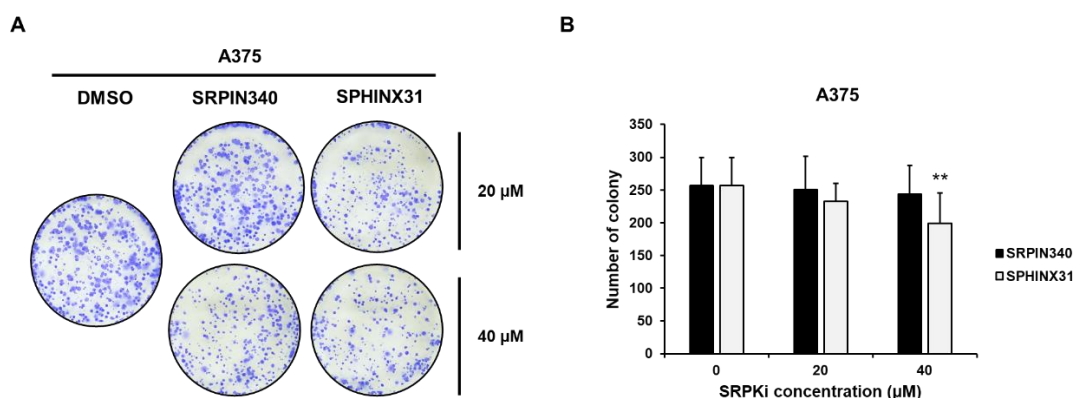 A
A375
DMSO
SRPIN340
SPHINX31
20 µM
40 µM
B
A375
350
300
250
200
150
100
50
0
Number of colony
**
0
20
40
SRPKi concentration (µM)
SRPIN340
SPHINX31